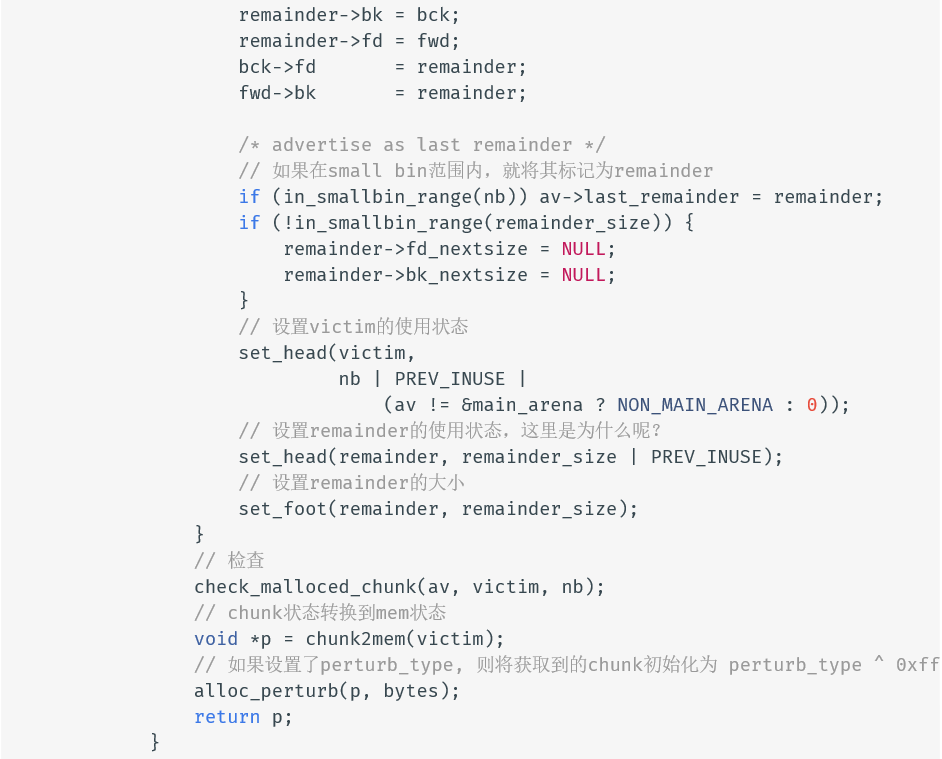 remainder->bk = bck;
remainder->fd = fwd;
bck->fd       = remainder;
fwd->bk       = remainder;

/* advertise as last remainder */
// 如果在small bin范围内，就将其标记为remainder
if (in_smallbin_range(nb)) av->last_remainder = remainder;
if (!in_smallbin_range(remainder_size)) {
    remainder->fd_nextsize = NULL;
    remainder->bk_nextsize = NULL;
}
// 设置victim的使用状态
set_head(victim,
         nb | PREV_INUSE |
             (av != &main_arena ? NON_MAIN_ARENA : 0));
// 设置remainder的使用状态，这里是为什么呢？
set_head(remainder, remainder_size | PREV_INUSE);
// 设置remainder的大小
set_foot(remainder, remainder_size);
}
// 检查
check_malloced_chunk(av, victim, nb);
// chunk状态转换到mem状态
void *p = chunk2mem(victim);
// 如果设置了perturb_type, 则将获取到的chunk初始化为 perturb_type ^ 0xff
alloc_perturb(p, bytes);
return p;
}